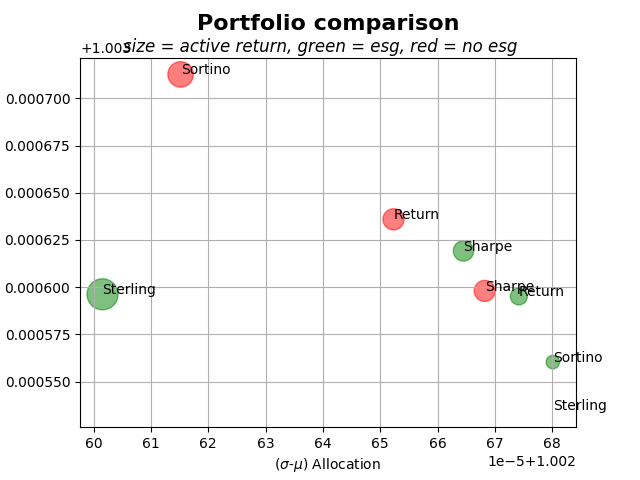 Portfolio comparison
size = active return, green = esg, red = no esg
+1.003
0.000700
0.000675
0.000650
0.000625
0.000600
0.000575
0.000550
Sortino
Return
Sharpe
Sterling
Sharpe
Return
Sortino
Sterling
60 61 62 63 64 65 66 67 68
(σ-μ) Allocation
1e−5+1.002